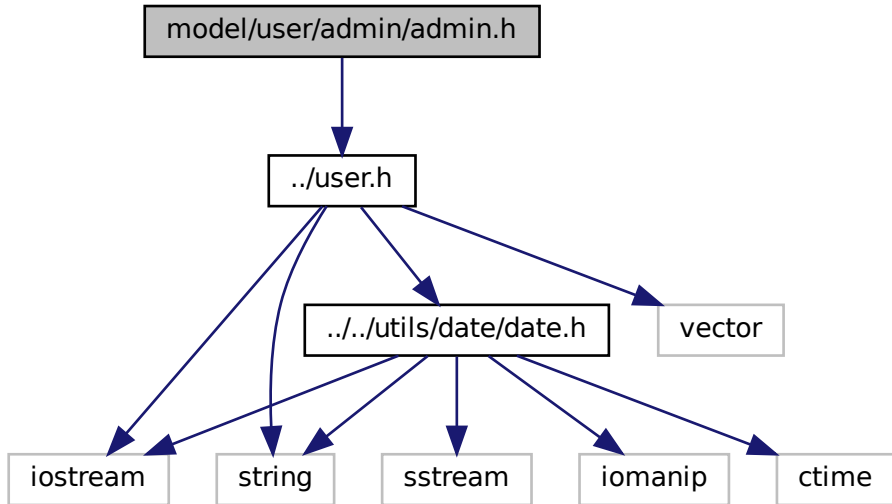 model/user/admin/admin.h
../user.h
../../utils/date/date.h
vector
iostream
string
sstream
iomanip
ctime